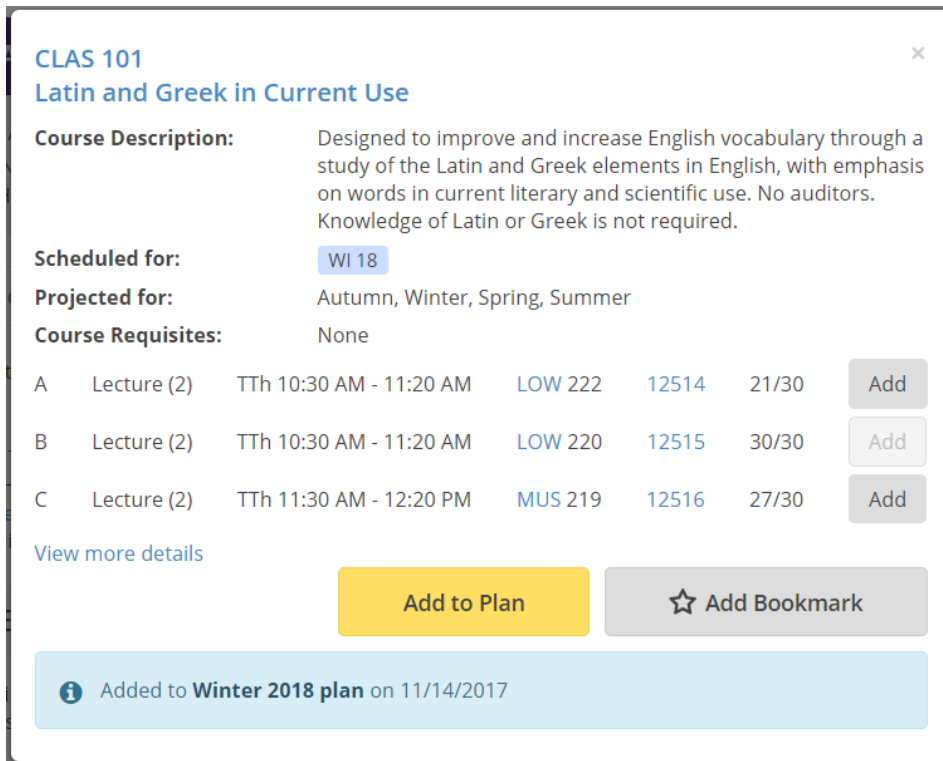 CLAS 101
×
Latin and Greek in Current Use
Course Description: Designed to improve and increase English vocabulary through a
study of the Latin and Greek elements in English, with emphasis
on words in current literary and scientific use. No auditors.
Knowledge of Latin or Greek is not required.
Scheduled for: WI 18
Projected for: Autumn, Winter, Spring, Summer
Course Requisites: None
A Lecture (2) TTh 10:30 AM - 11:20 AM LOW 222 12514 21/30 Add
B Lecture (2) TTh 10:30 AM - 11:20 AM LOW 220 12515 30/30 Add
C Lecture (2) TTh 11:30 AM - 12:20 PM MUS 219 12516 27/30 Add
View more details
Add to Plan Add Bookmark
Added to Winter 2018 plan on 11/14/2017